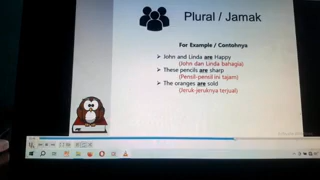 Plural / Jamak
For Example / Contohnya
John and Linda are Happy
(John dan Linda bahagia)
These pencils are sharp
(Pensil-pensil ini tajam)
The oranges are sold
(Jeruk-jeruknya terjual)